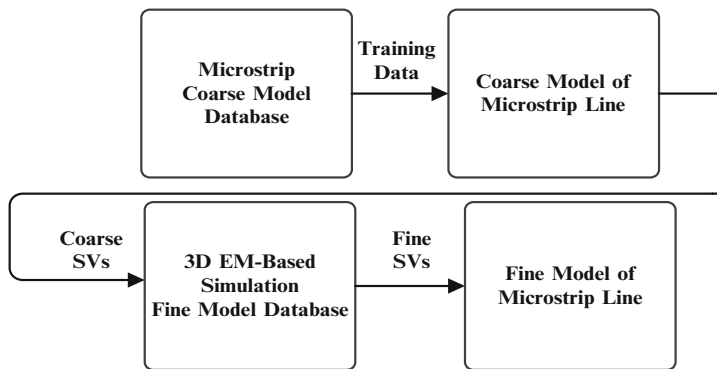 Microstrip
Coarse Model
Database
Training
Data
Coarse Model of
Microstrip Line
Coarse
SVs
3D EM-Based
Simulation
Fine Model Database
Fine
SVs
Fine Model of
Microstrip Line